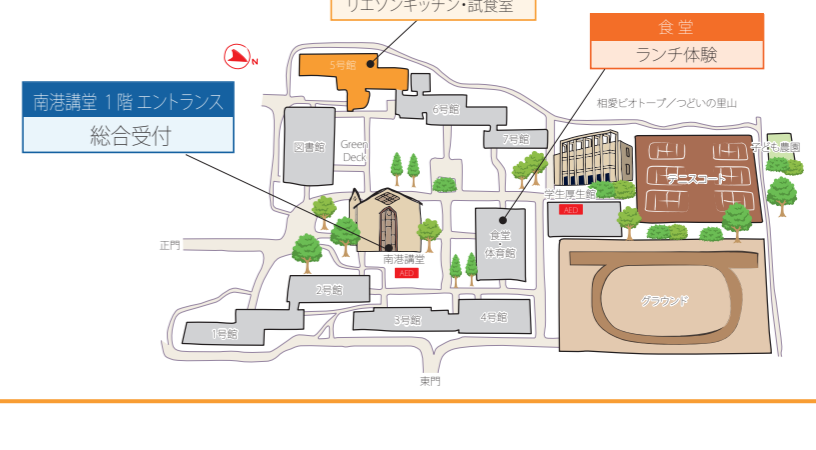 リエゾンキッチン・試食室
食堂
ランチ体験
N
5号館
南港講堂 1階 エントランス
総合受付
6号館
相愛ビオトープ／つどいの里山
図書館
Green
Deck
7号館
子ども農園
テニスコート
学生厚生館
AED
正門
食堂
・
体育館
南港講堂
AED
2号館
グラウンド
1号館
3号館
4号館
東門